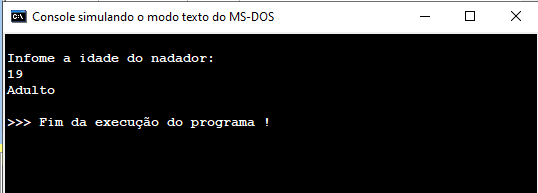 Console simulando o modo texto do MS-DOS
Infome a idade do nadador:
19
Adulto
>>> Fim da execução do programa !